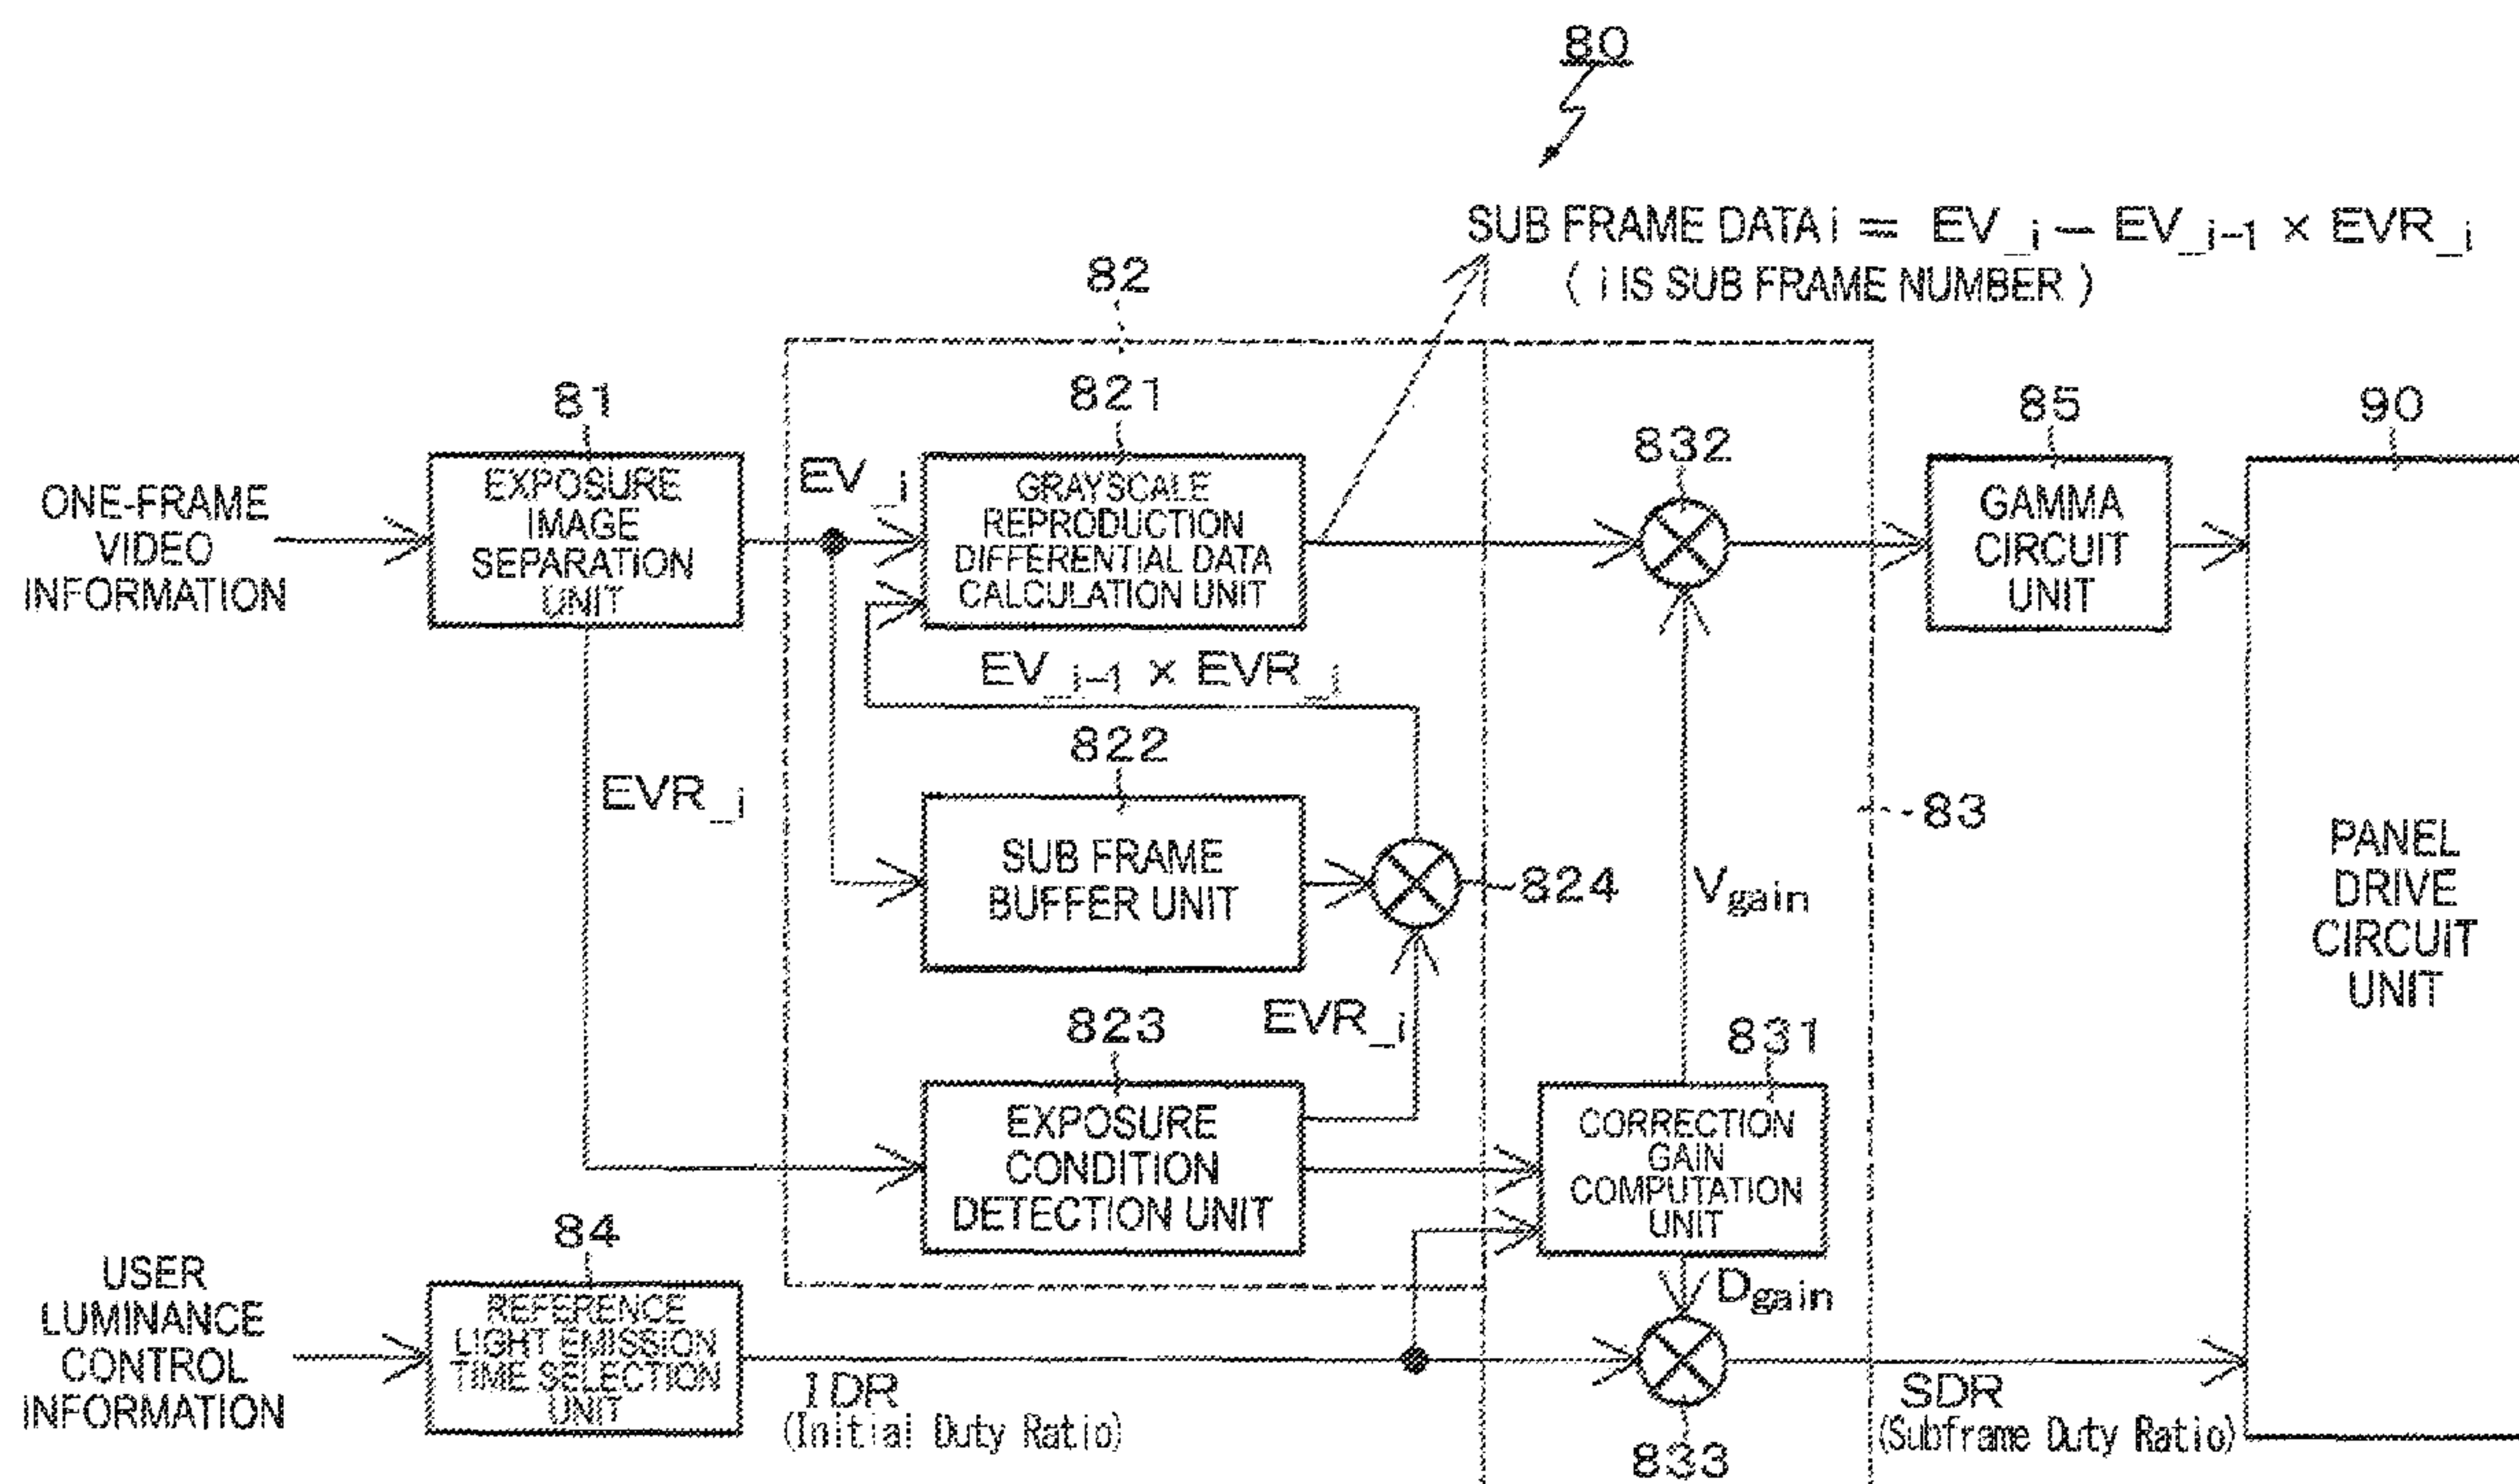 80
SUB FRAME DATA i = EV_i − EV_i−1 × EVR_i
( i IS SUB FRAME NUMBER )
82
81
821
832
85
90
ONE-FRAME
VIDEO
INFORMATION
EXPOSURE
IMAGE
SEPARATION
UNIT
EV_i
GRAYSCALE
REPRODUCTION
DIFFERENTIAL DATA
CALCULATION UNIT
GAMMA
CIRCUIT
UNIT
EV_i−1 × EVR_i
822
EVR_i
SUB FRAME
BUFFER UNIT
824
Vgain
83
PANEL
DRIVE
CIRCUIT
UNIT
823
EVR_i
831
EXPOSURE
CONDITION
DETECTION UNIT
CORRECTION
GAIN
COMPUTATION
UNIT
84
USER
LUMINANCE
CONTROL
INFORMATION
REFERENCE
LIGHT EMISSION
TIME SELECTION
UNIT
Dgain
IDR
(Initial Duty Ratio)
833
SDR
(Subframe Duty Ratio)